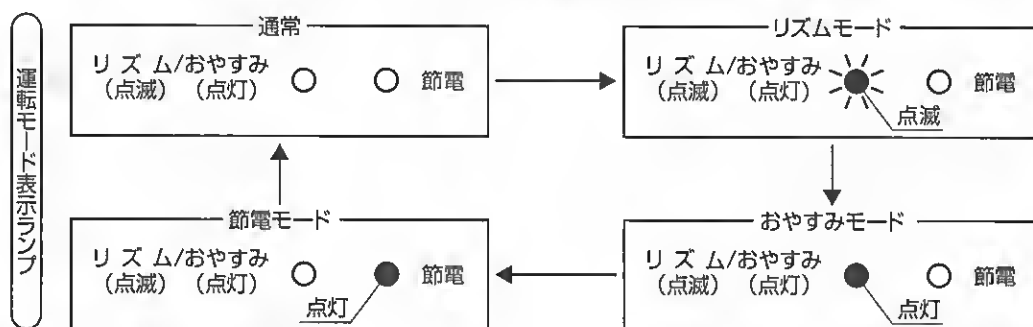 運転モード表示ランプ
通常
リズム/おやすみ
(点滅) (点灯)
節電
リズムモード
リズム/おやすみ
(点滅) (点灯)
節電
点滅
節電モード
リズム/おやすみ
(点滅) (点灯)
節電
点灯
おやすみモード
リズム/おやすみ
(点滅) (点灯)
節電
点灯